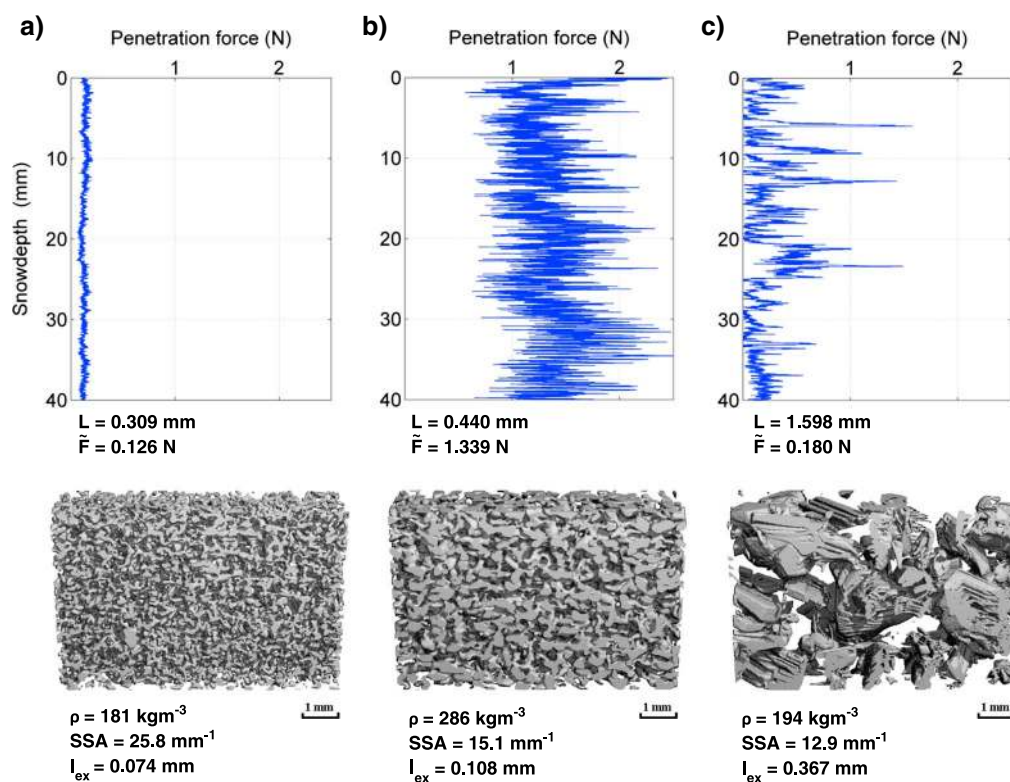 a)
Penetration force (N)
1 2
0
10
20
30
40
Snowdepth (mm)
L = 0.309 mm
F̃ = 0.126 N
b)
Penetration force (N)
1 2
0
10
20
30
40
L = 0.440 mm
F̃ = 1.339 N
c)
Penetration force (N)
1 2
0
10
20
30
40
L = 1.598 mm
F̃ = 0.180 N
1 mm
ρ = 181 kgm⁻³
SSA = 25.8 mm⁻¹
l_ex = 0.074 mm
1 mm
ρ = 286 kgm⁻³
SSA = 15.1 mm⁻¹
l_ex = 0.108 mm
1 mm
ρ = 194 kgm⁻³
SSA = 12.9 mm⁻¹
l_ex = 0.367 mm